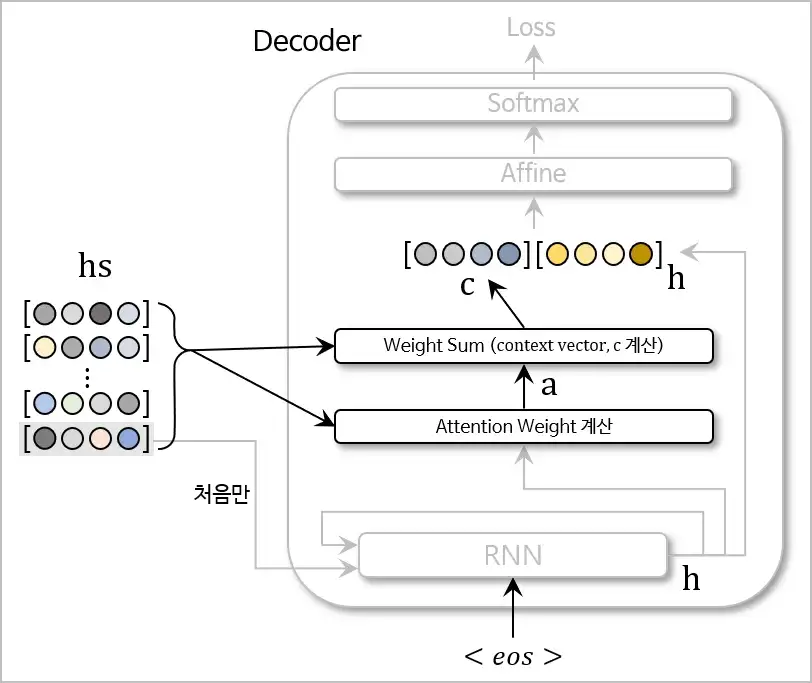 Loss
Decoder
Softmax
Affine
hs
[ ] [ ]
c
h
Weight Sum (context vector, c 계산)
a
⋮
Attention Weight 계산
처음만
RNN
h
< eos >